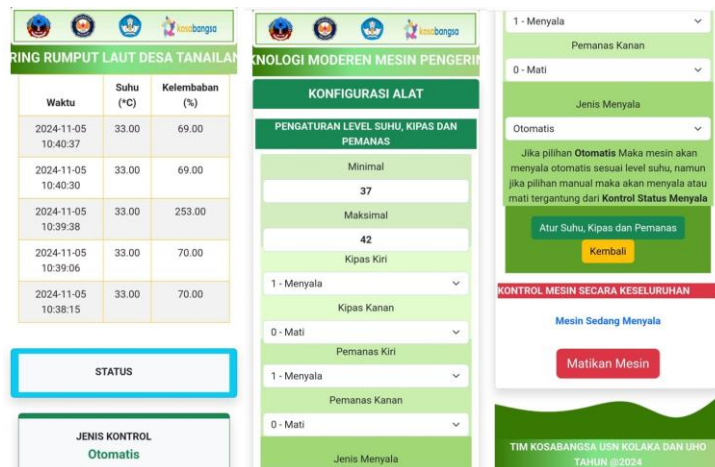 kosabangsa
RING RUMPUT LAUT DESA TANAILAN
Waktu Suhu (°C) Kelembaban (%)
2024-11-05 10:40:37 33.00 69.00
2024-11-05 10:40:30 33.00 69.00
2024-11-05 10:39:38 33.00 253.00
2024-11-05 10:39:06 33.00 70.00
2024-11-05 10:38:15 33.00 70.00
STATUS
JENIS KONTROL
Otomatis
kosabangsa
KNOLOGI MODEREN MESIN PENGERIN
KONFIGURASI ALAT
PENGATURAN LEVEL SUHU, KIPAS DAN
PEMANAS
Minimal
37
Maksimal
42
Kipas Kiri
1 - Menyala
Kipas Kanan
0 - Mati
Pemanas Kiri
1 - Menyala
Pemanas Kanan
0 - Mati
Jenis Menyala
1 - Menyala
Pemanas Kanan
0 - Mati
Jenis Menyala
Otomatis
Jika pilihan Otomatis Maka mesin akan
menyala otomatis sesuai level suhu, namun
jika pilihan manual maka akan menyala atau
mati tergantung dari Kontrol Status Menyala
Atur Suhu, Kipas dan Pemanas
Kembali
KONTROL MESIN SECARA KESELURUHAN
Mesin Sedang Menyala
Matikan Mesin
TIM KOSABANGSA USN KOLAKA DAN UHO
TAHUN @2024